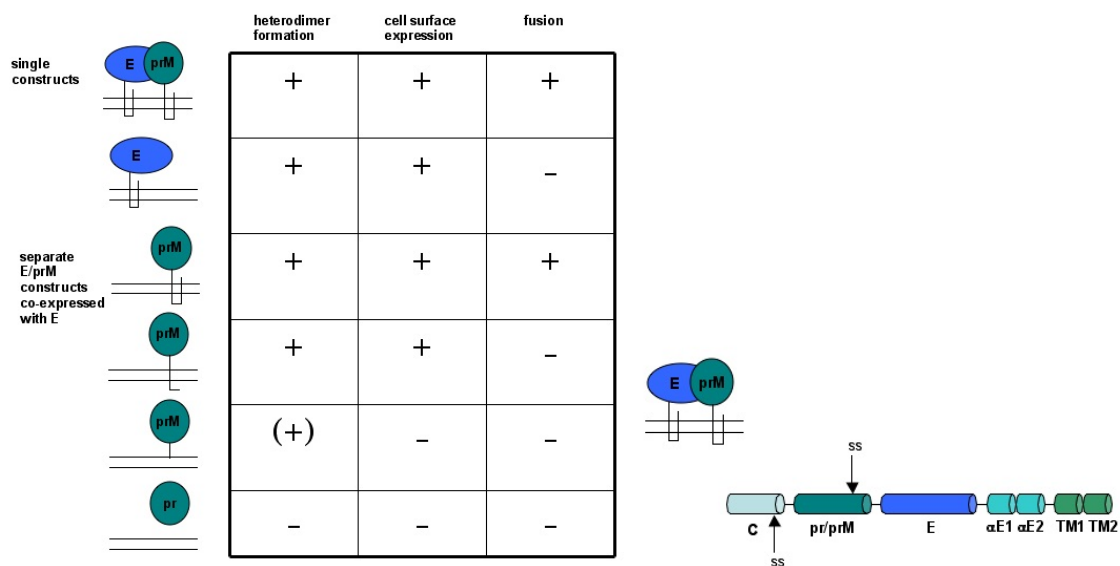 heterodimer
formation
cell surface
expression
fusion
single
constructs
E prM
+ + +
E
+ + –
separate
E/prM
constructs
co-expressed
with E
prM
+ + +
prM
+ + –
E prM
prM
(+) – –
pr
– – –
ss
C pr/prM E αE1 αE2 TM1 TM2
ss